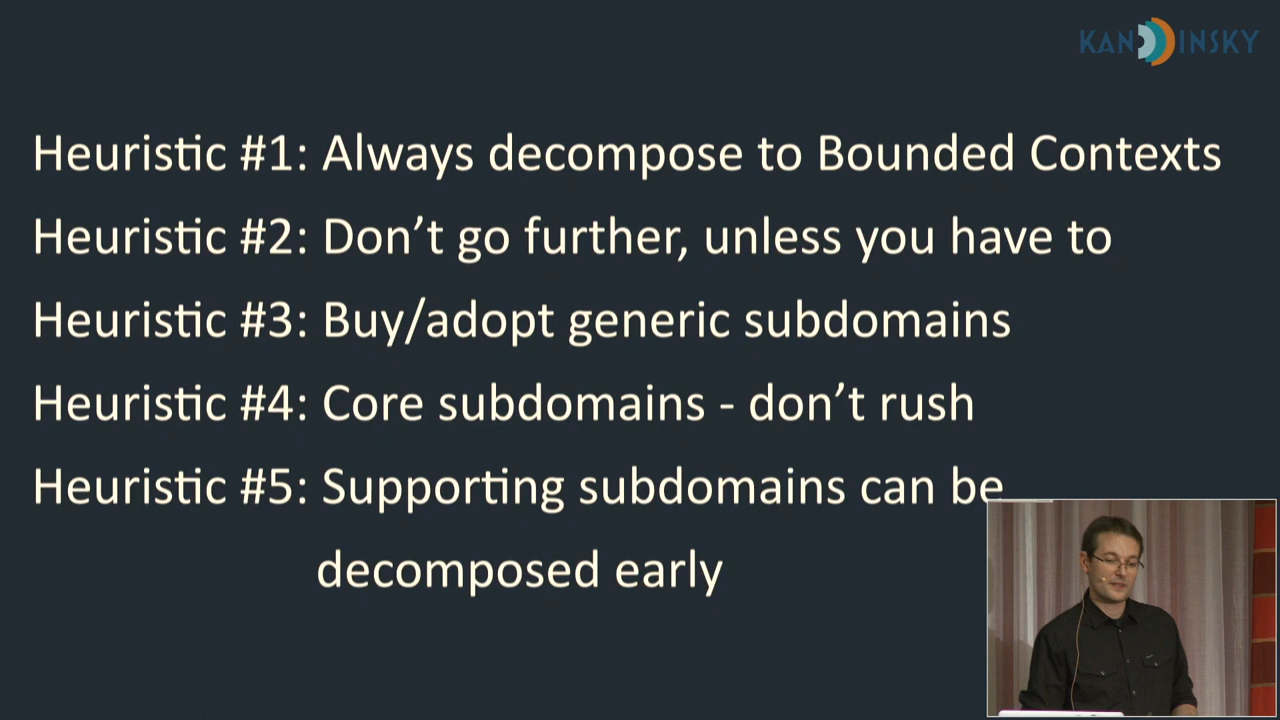 KANDDINSKY
Heuristic #1: Always decompose to Bounded Contexts
Heuristic #2: Don’t go further, unless you have to
Heuristic #3: Buy/adopt generic subdomains
Heuristic #4: Core subdomains - don’t rush
Heuristic #5: Supporting subdomains can be
decomposed early